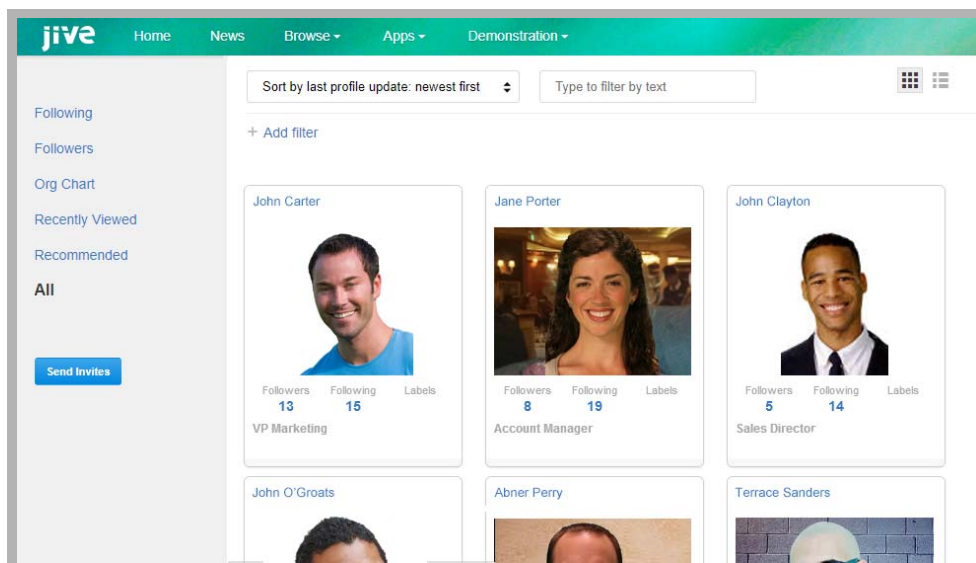 jive Home News Browse Apps Demonstration
Following
Followers
Org Chart
Recently Viewed
Recommended
All
Send Invites
Sort by last profile update: newest first Type to filter by text
+ Add filter
John Carter
Followers Following Labels
13 15
VP Marketing
Jane Porter
Followers Following Labels
8 19
Account Manager
John Clayton
Followers Following Labels
5 14
Sales Director
John O'Groats
Abner Perry
Terrace Sanders